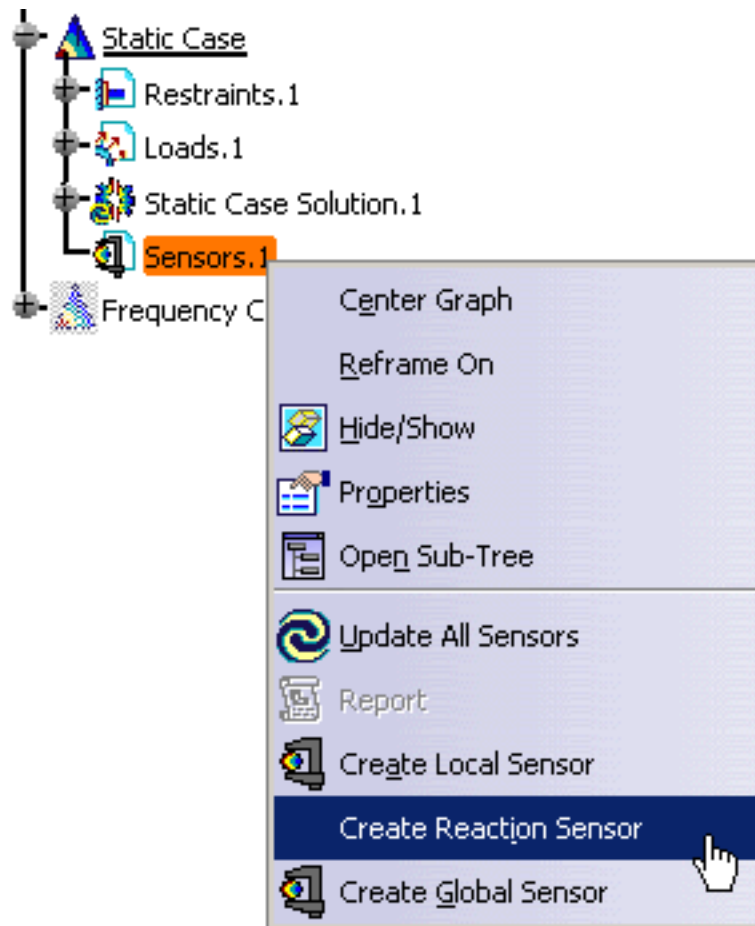 Static Case
Restraints.1
Loads.1
Static Case Solution.1
Sensors.1
Frequency C
Center Graph
Reframe On
Hide/Show
Properties
Open Sub-Tree
Update All Sensors
Report
Create Local Sensor
Create Reaction Sensor
Create Global Sensor